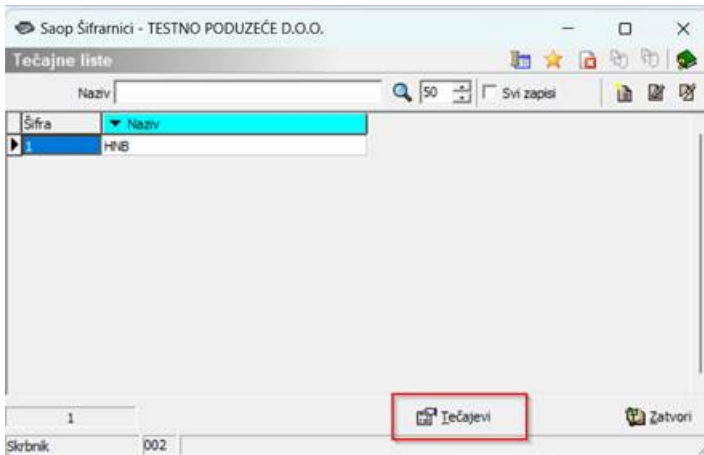 Saop Šifrarnici - TESTNO PODUZEĆE D.O.O.
Tečajne liste
Naziv 50 Svi zapisi
Šifra Naziv
1 HNB
1 Tečajevi Zatvori
Skrbnik 002